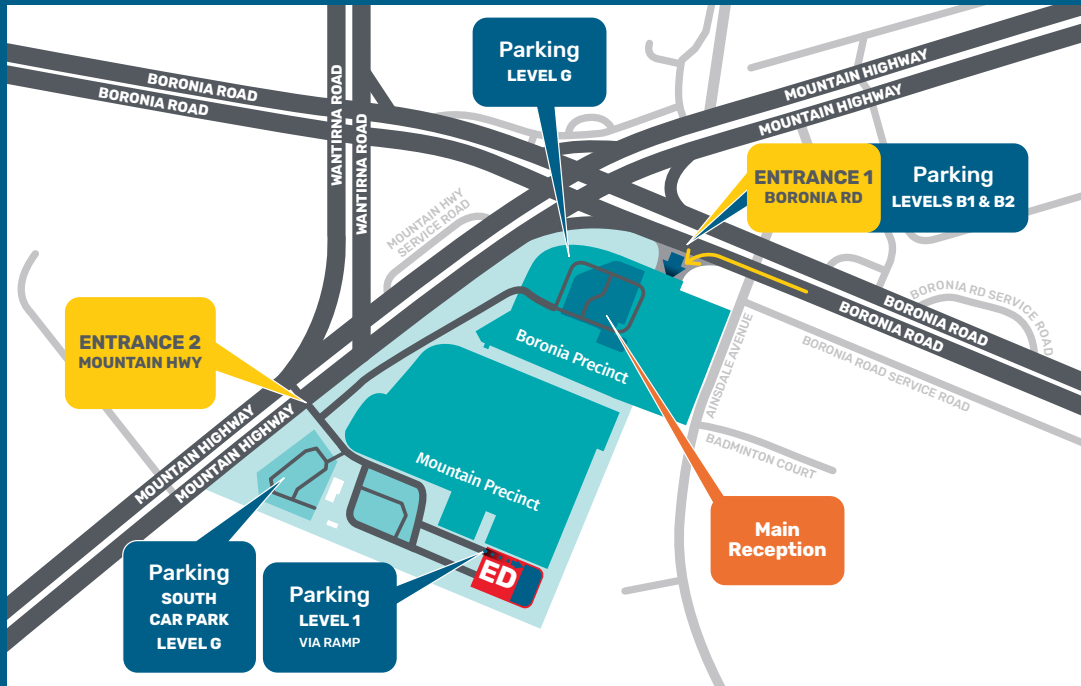 Parking
LEVEL G
BORONIA ROAD
BORONIA ROAD
WANTIRNA ROAD
WANTIRNA ROAD
MOUNTAIN HIGHWAY
MOUNTAIN HIGHWAY
ENTRANCE 1
BORONIA RD
Parking
LEVELS B1 & B2
MOUNTAIN HWY
SERVICE ROAD
BORONIA RD SERVICE ROAD
BORONIA ROAD
BORONIA ROAD
BORONIA ROAD SERVICE ROAD
ENTRANCE 2
MOUNTAIN HWY
Boronia Precinct
AINSDALE AVENUE
BADMINTON COURT
MOUNTAIN HIGHWAY
MOUNTAIN HIGHWAY
Mountain Precinct
Main
Reception
ED
Parking
SOUTH
CAR PARK
LEVEL G
Parking
LEVEL 1
VIA RAMP